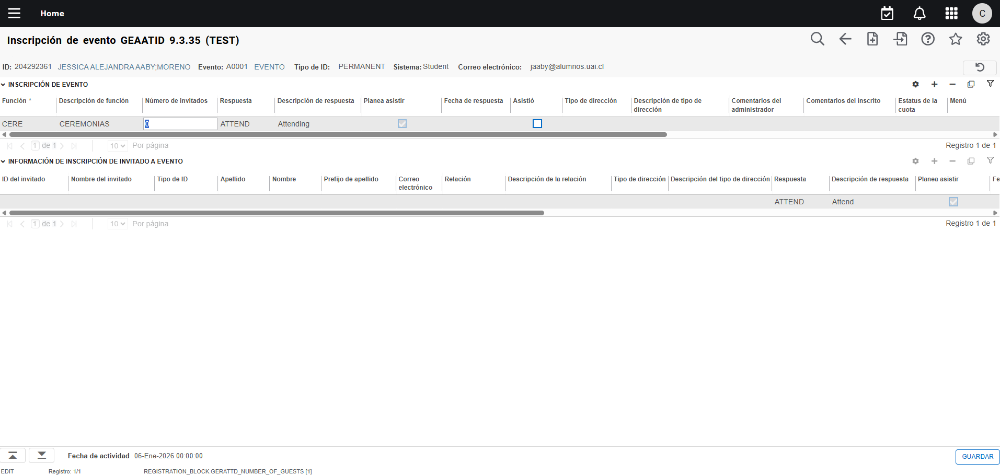 Home
C
Inscripción de evento GEAATID 9.3.35 (TEST)
ID: 204292361 JESSICA ALEJANDRA AABY;MORENO Evento: A0001 EVENTO Tipo de ID: PERMANENT Sistema: Student Correo electrónico: jaaby@alumnos.uai.cl
INSCRIPCIÓN DE EVENTO
Función * Descripción de función Número de invitados Respuesta Descripción de respuesta Planea asistir Fecha de respuesta Asistió Tipo de dirección Descripción de tipo de dirección Comentarios del administrador Comentarios del inscrito Estatus de la cuota Menú
CERE CEREMONIAS 0 ATTEND Attending
1 de 1 10 Por página Registro 1 de 1
INFORMACIÓN DE INSCRIPCIÓN DE INVITADO A EVENTO
ID del invitado Nombre del invitado Tipo de ID Apellido Nombre Prefijo de apellido Correo electrónico Relación Descripción de la relación Tipo de dirección Descripción del tipo de dirección Respuesta Descripción de respuesta Planea asistir Fe
ATTEND Attend
1 de 1 10 Por página Registro 1 de 1
Fecha de actividad 06-Ene-2026 00:00:00 GUARDAR
EDIT Registro: 1/1 REGISTRATION_BLOCK.GERATTD_NUMBER_OF_GUESTS [1]